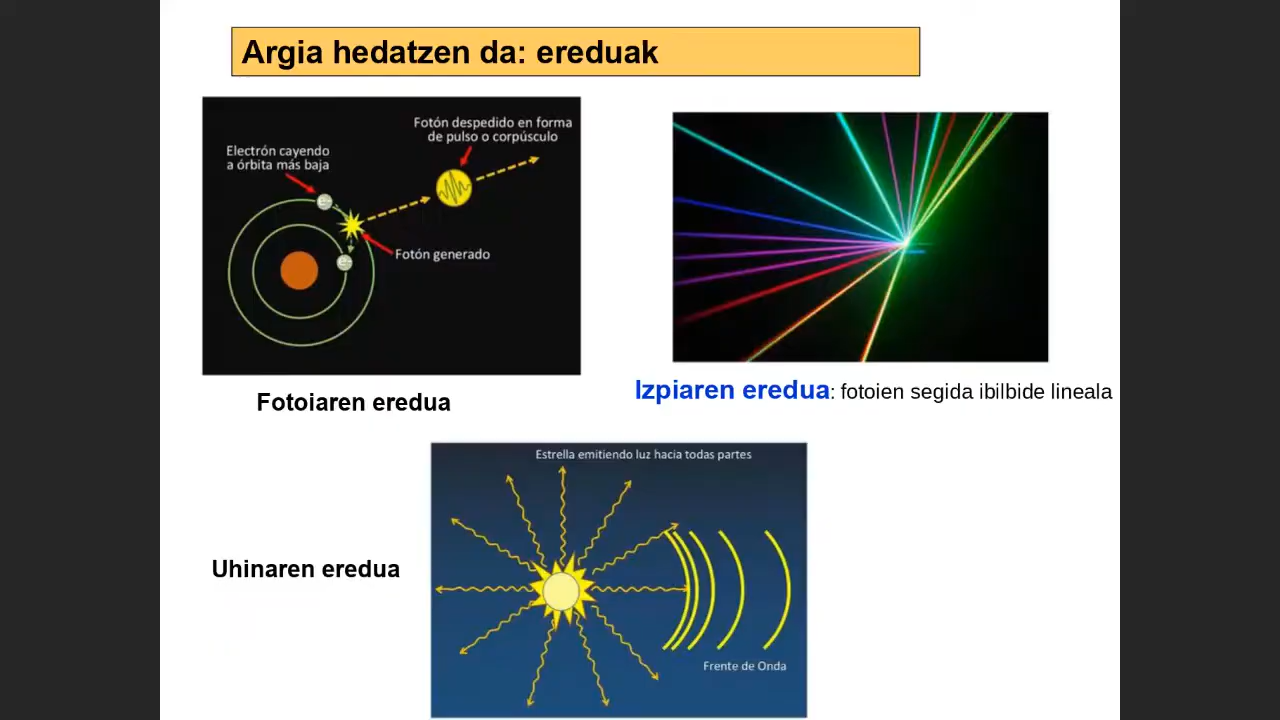 Argia hedatzen da: ereduak
Fotón despedido en forma
de pulso o corpúsculo
Electrón cayendo
a órbita más baja
Fotón generado
Fotoiaren eredua
Izpiaren eredua: fotoien segida ibilbide lineala
Estrella emitiendo luz hacia todas partes
Uhinaren eredua
Frente de Onda